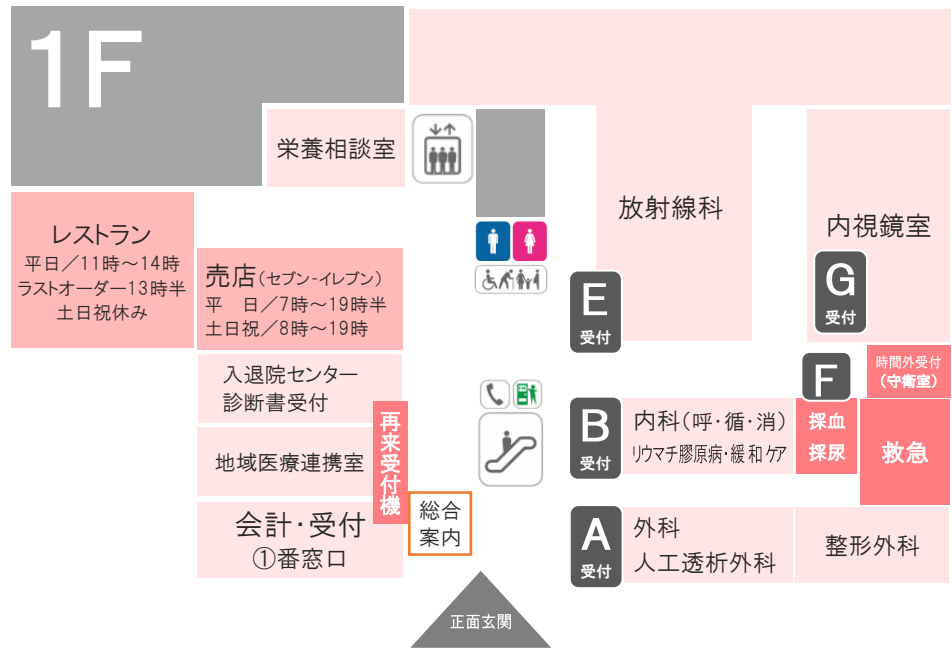 1F
栄養相談室
レストラン
平日／11時～14時
ラストオーダー13時半
土日祝休み
売店（セブン-イレブン）
平　日／7時～19時半
土日祝／8時～19時
入退院センター
診断書受付
地域医療連携室
再来受付機
会計・受付
①番窓口
総合
案内
正面玄関
放射線科
内視鏡室
G
受付
E
受付
時間外受付
（守衛室）
F
採血
採尿
救急
B
受付
内科（呼・循・消）
リウマチ膠原病・緩和ケア
A
受付
外科
人工透析外科
整形外科